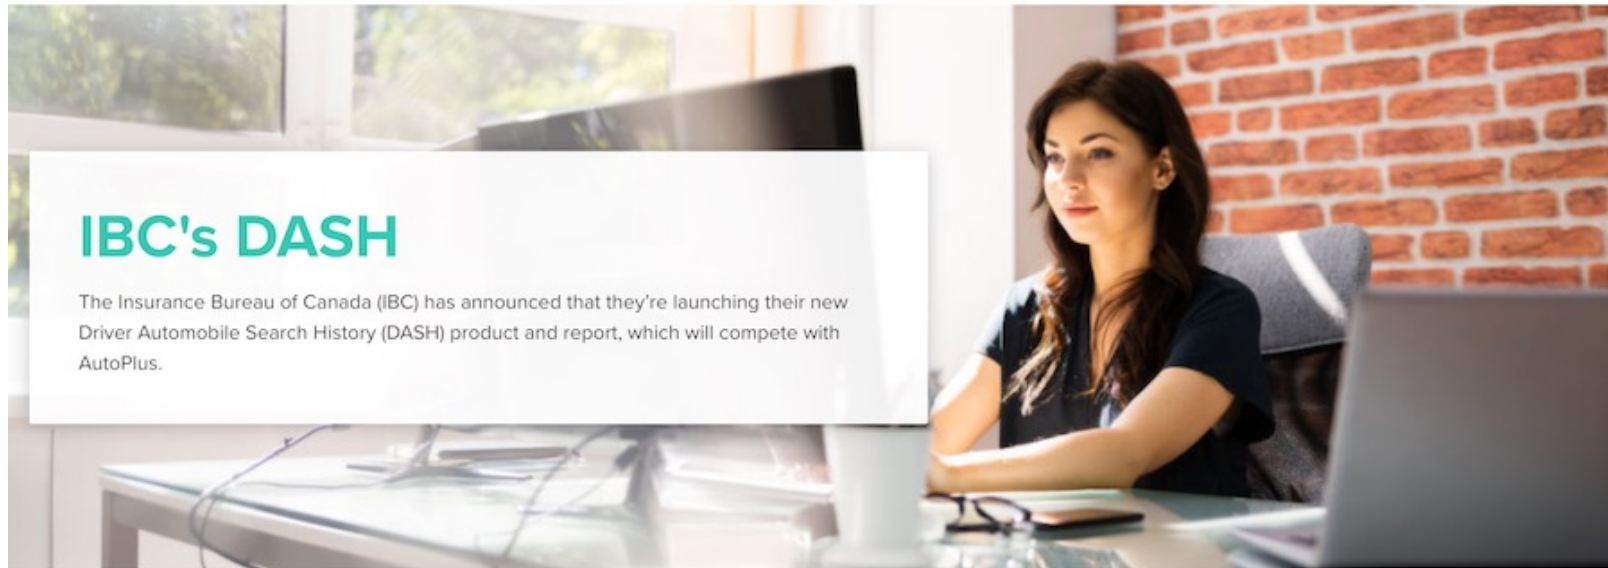 IBC's DASH
The Insurance Bureau of Canada (IBC) has announced that they're launching their new
Driver Automobile Search History (DASH) product and report, which will compete with
AutoPlus.